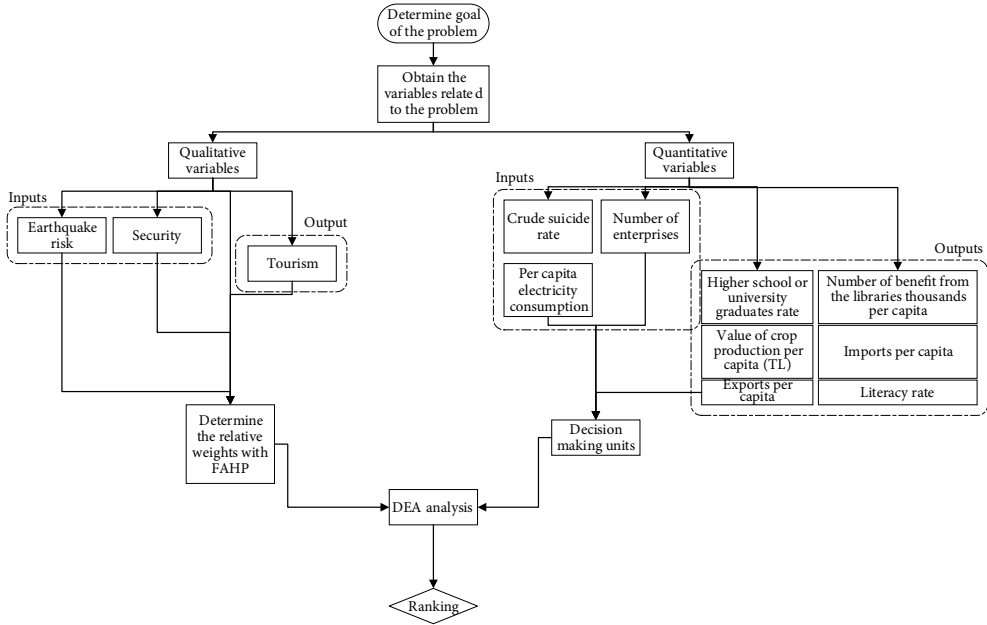 Determine goal
of the problem
Obtain the
variables related
to the problem
Qualitative
variables
Quantitative
variables
Inputs
Earthquake
risk
Security
Output
Tourism
Inputs
Crude suicide
rate
Number of
enterprises
Per capita
electricity
consumption
Outputs
Higher school or
university
graduates rate
Number of benefit from
the libraries thousands
per capita
Value of crop
production per
capita (TL)
Imports per capita
Exports per
capita
Literacy rate
Determine
the relative
weights with
FAHP
Decision
making units
DEA analysis
Ranking